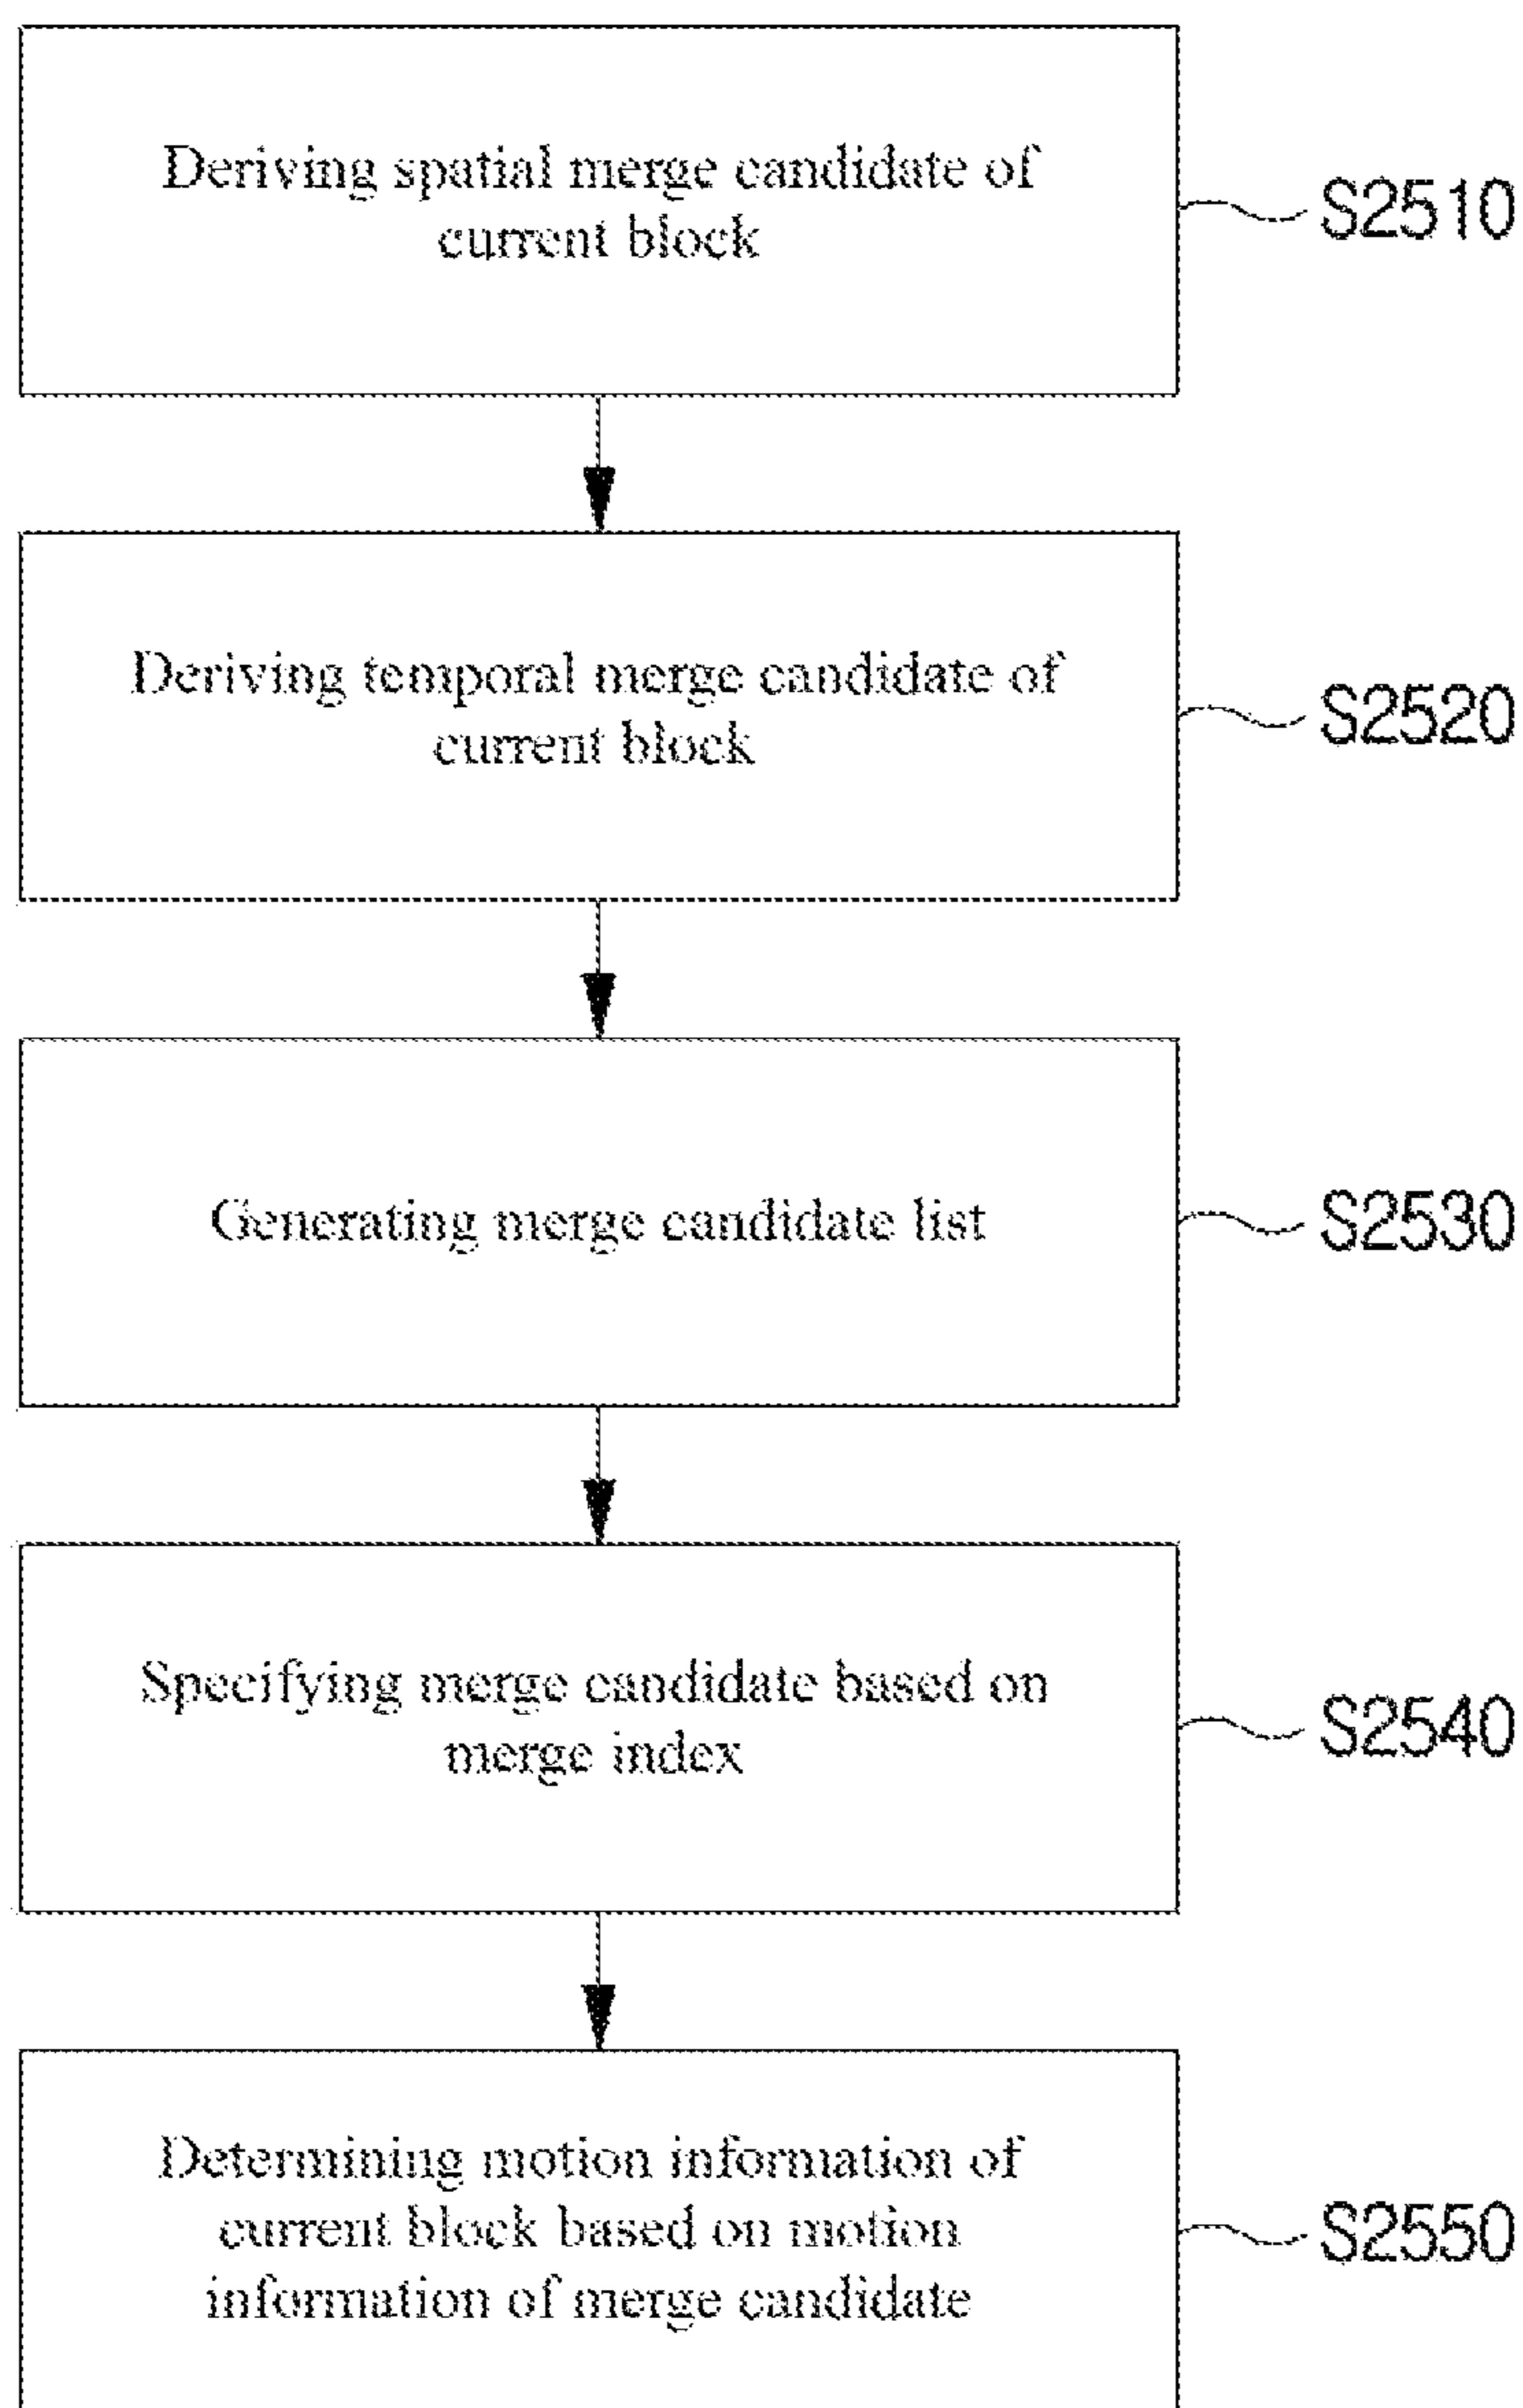 Deriving spatial merge candidate of
current block
S2510
Deriving temporal merge candidate of
current block
S2520
Generating merge candidate list
S2530
Specifying merge candidate based on
merge index
S2540
Determining motion information of
current block based on motion
information of merge candidate
S2550